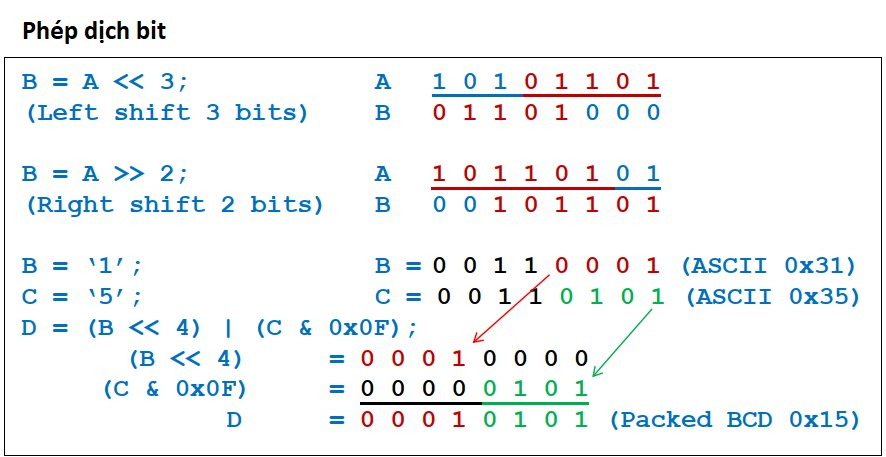 Phép dịch bit
B = A << 3; A 1 0 1 0 1 1 0 1
(Left shift 3 bits) B 0 1 1 0 1 0 0 0
B = A >> 2; A 1 0 1 1 0 1 0 1
(Right shift 2 bits) B 0 0 1 0 1 1 0 1
B = ‘1’; B = 0 0 1 1 0 0 0 1 (ASCII 0x31)
C = ‘5’; C = 0 0 1 1 0 1 0 1 (ASCII 0x35)
D = (B << 4) | (C & 0x0F);
(B << 4) = 0 0 0 1 0 0 0 0
(C & 0x0F) = 0 0 0 0 0 1 0 1
D = 0 0 0 1 0 1 0 1 (Packed BCD 0x15)